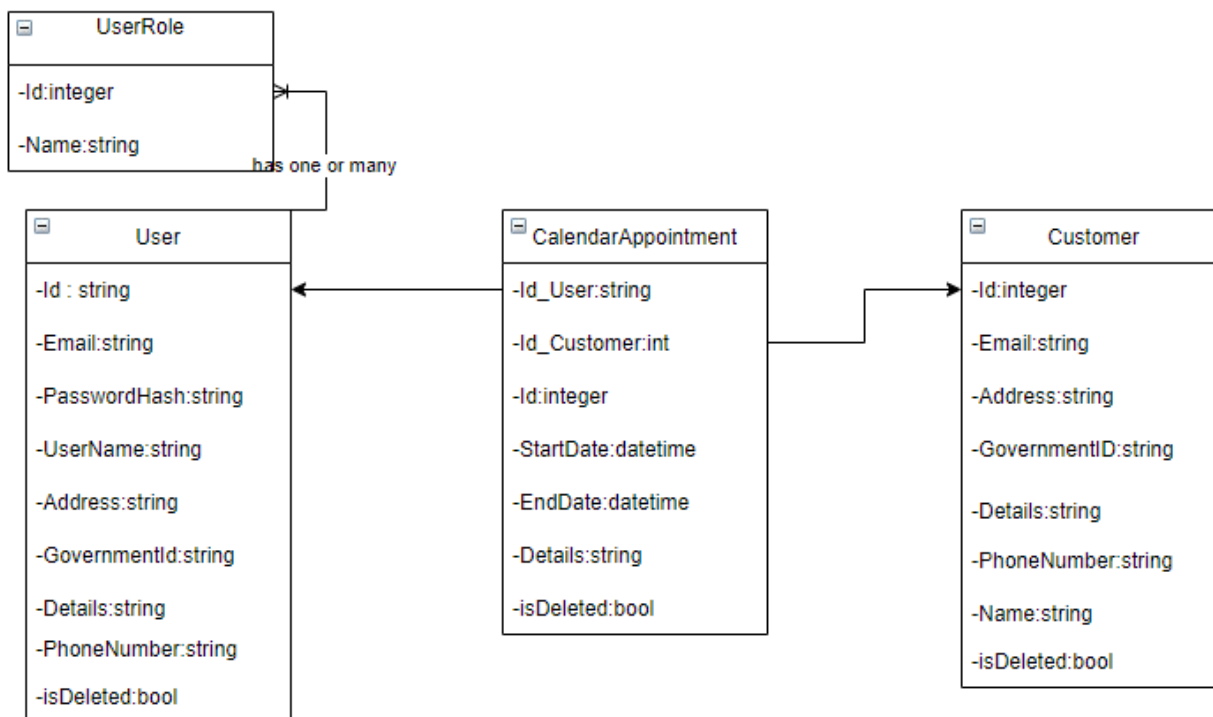 UserRole
-Id:integer
-Name:string
has one or many
User
-Id : string
-Email:string
-PasswordHash:string
-UserName:string
-Address:string
-GovernmentId:string
-Details:string
-PhoneNumber:string
-isDeleted:bool
CalendarAppointment
-Id_User:string
-Id_Customer:int
-Id:integer
-StartDate:datetime
-EndDate:datetime
-Details:string
-isDeleted:bool
Customer
-Id:integer
-Email:string
-Address:string
-GovernmentID:string
-Details:string
-PhoneNumber:string
-Name:string
-isDeleted:bool